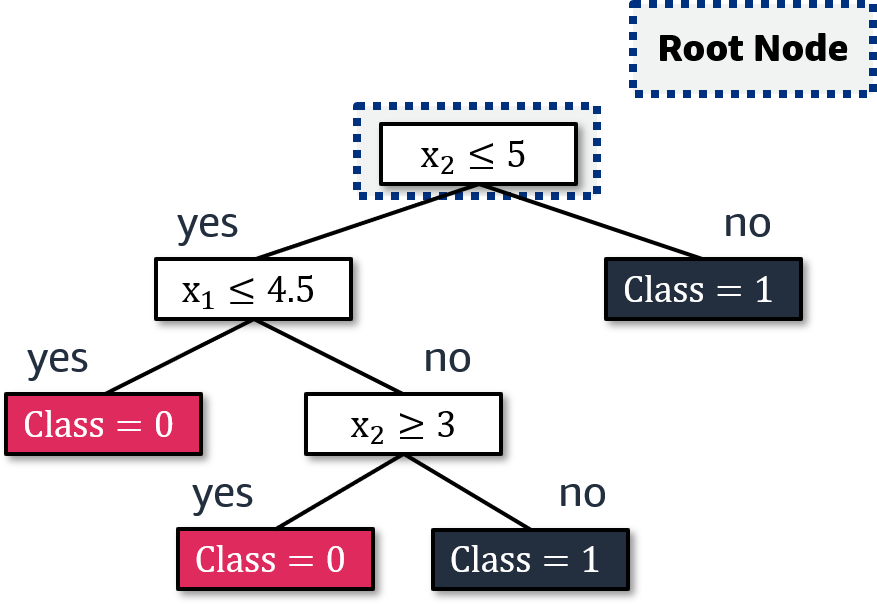 Root Node
x₂ ≤ 5
yes
no
x₁ ≤ 4.5
Class = 1
yes
no
Class = 0
x₂ ≥ 3
yes
no
Class = 0
Class = 1